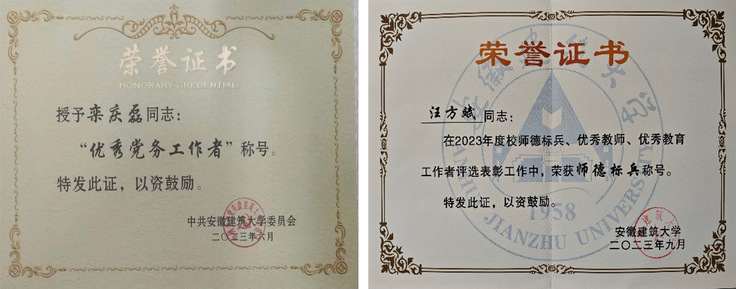 荣誉证书
HONORARY CREDENTIAL
授予栾庆磊同志:
“优秀党务工作者”称号。
特发此证，以资鼓励。
中共安徽建筑大学委员会
二〇二三年六月
荣誉证书
汪方斌同志:
在2023年度校师德标兵、优秀教师、优秀教育
工作者评选表彰工作中，荣获师德标兵称号。
特发此证，以资鼓励。
1958
JIANZHU UNIVERSITY
安徽建筑大学
二〇二三年九月